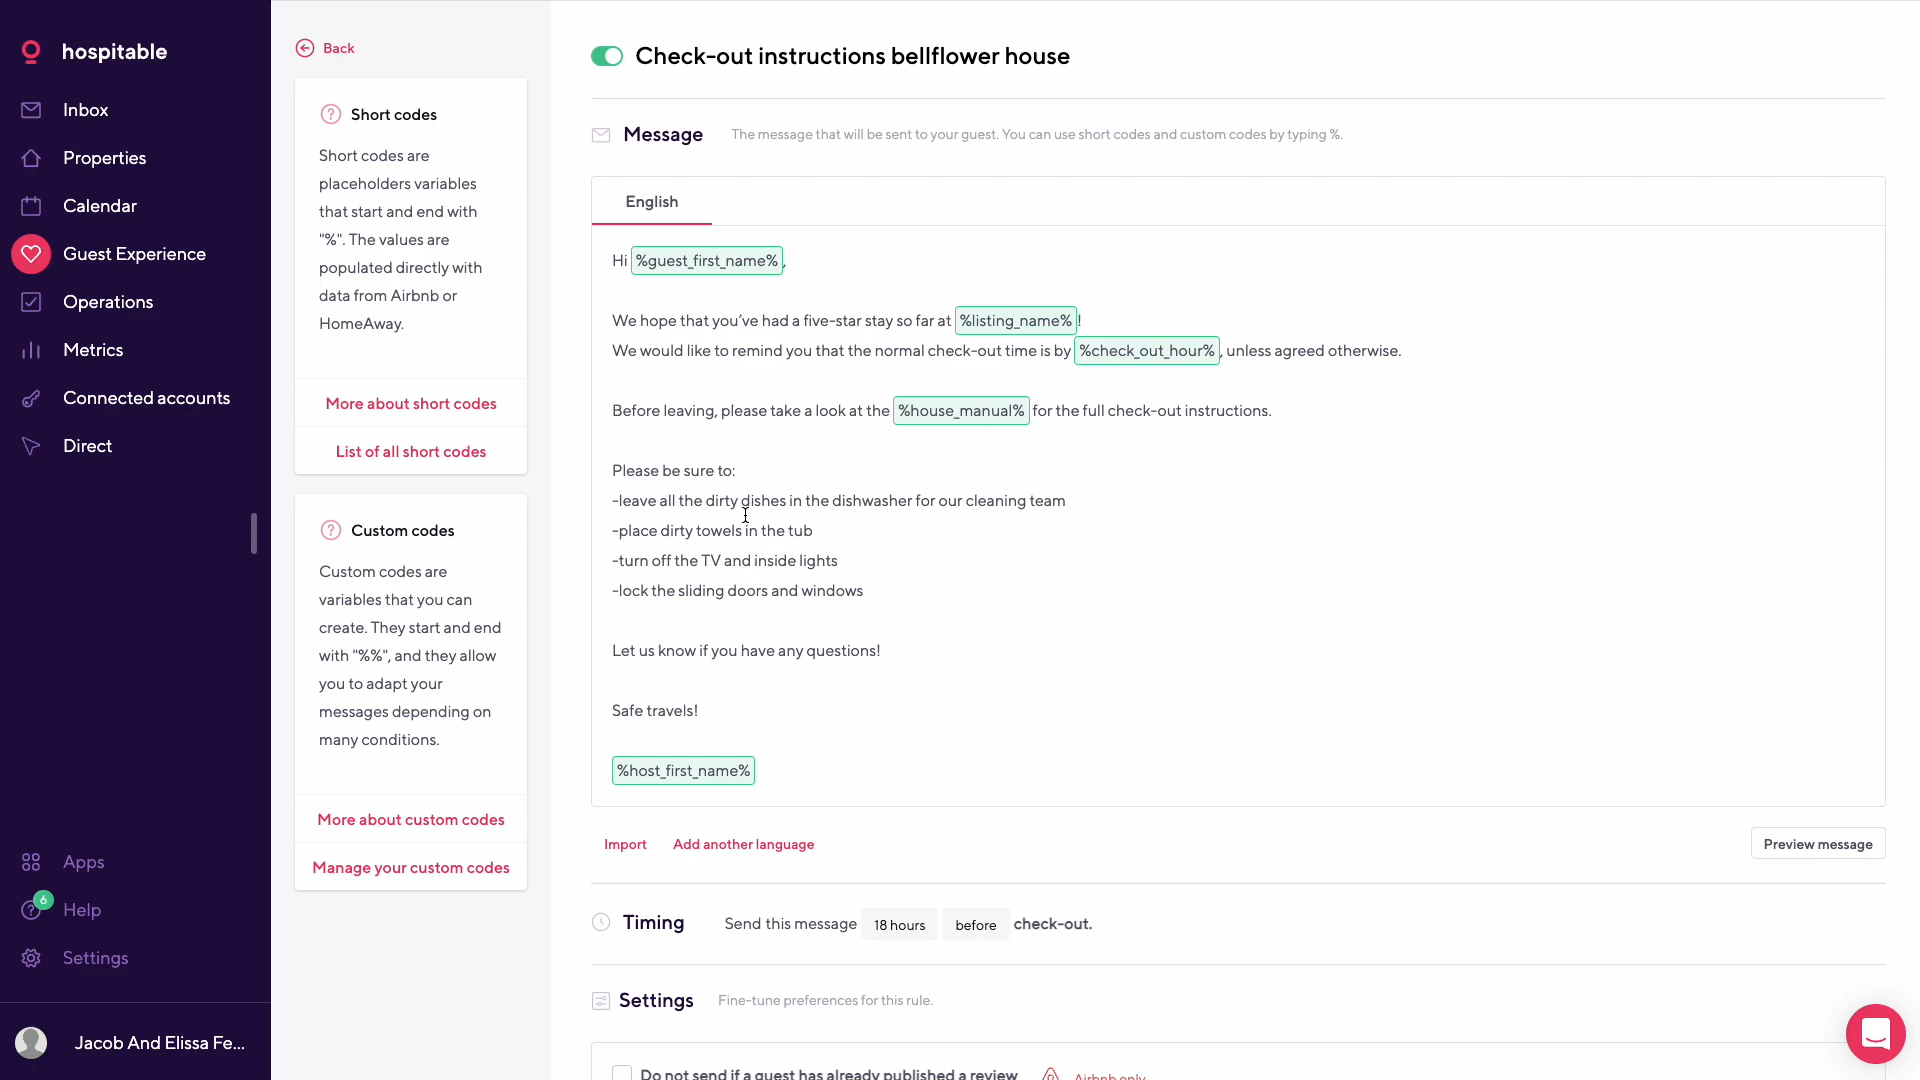 hospitable
Inbox
Properties
Calendar
Guest Experience
Operations
Metrics
Connected accounts
Direct
Apps
6
Help
Settings
Jacob And Elissa Fe...
Back
Short codes
Short codes are
placeholders variables
that start and end with
"%". The values are
populated directly with
data from Airbnb or
HomeAway.
More about short codes
List of all short codes
Custom codes
Custom codes are
variables that you can
create. They start and end
with "%%", and they allow
you to adapt your
messages depending on
many conditions.
More about custom codes
Manage your custom codes
Check-out instructions bellflower house
Message The message that will be sent to your guest. You can use short codes and custom codes by typing %.
English
Hi %guest_first_name%,
We hope that you've had a five-star stay so far at %listing_name%!
We would like to remind you that the normal check-out time is by %check_out_hour%, unless agreed otherwise.
Before leaving, please take a look at the %house_manual% for the full check-out instructions.
Please be sure to:
-leave all the dirty dishes in the dishwasher for our cleaning team
-place dirty towels in the tub
-turn off the TV and inside lights
-lock the sliding doors and windows
Let us know if you have any questions!
Safe travels!
%host_first_name%
Import Add another language Preview message
Timing Send this message 18 hours before check-out.
Settings Fine-tune preferences for this rule.
Do not send if a guest has already published a review Airbnb only